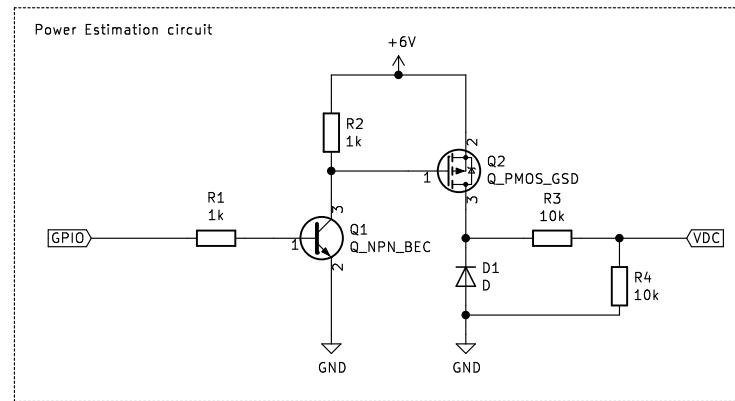 Power Estimation circuit
+6V
R2
1k
2
Q2
Q_PMOS_GSD
1
3
R1
1k
3
Q1
Q_NPN_BEC
1
2
R3
10k
GPIO
VDC
D1
D
R4
10k
GND
GND